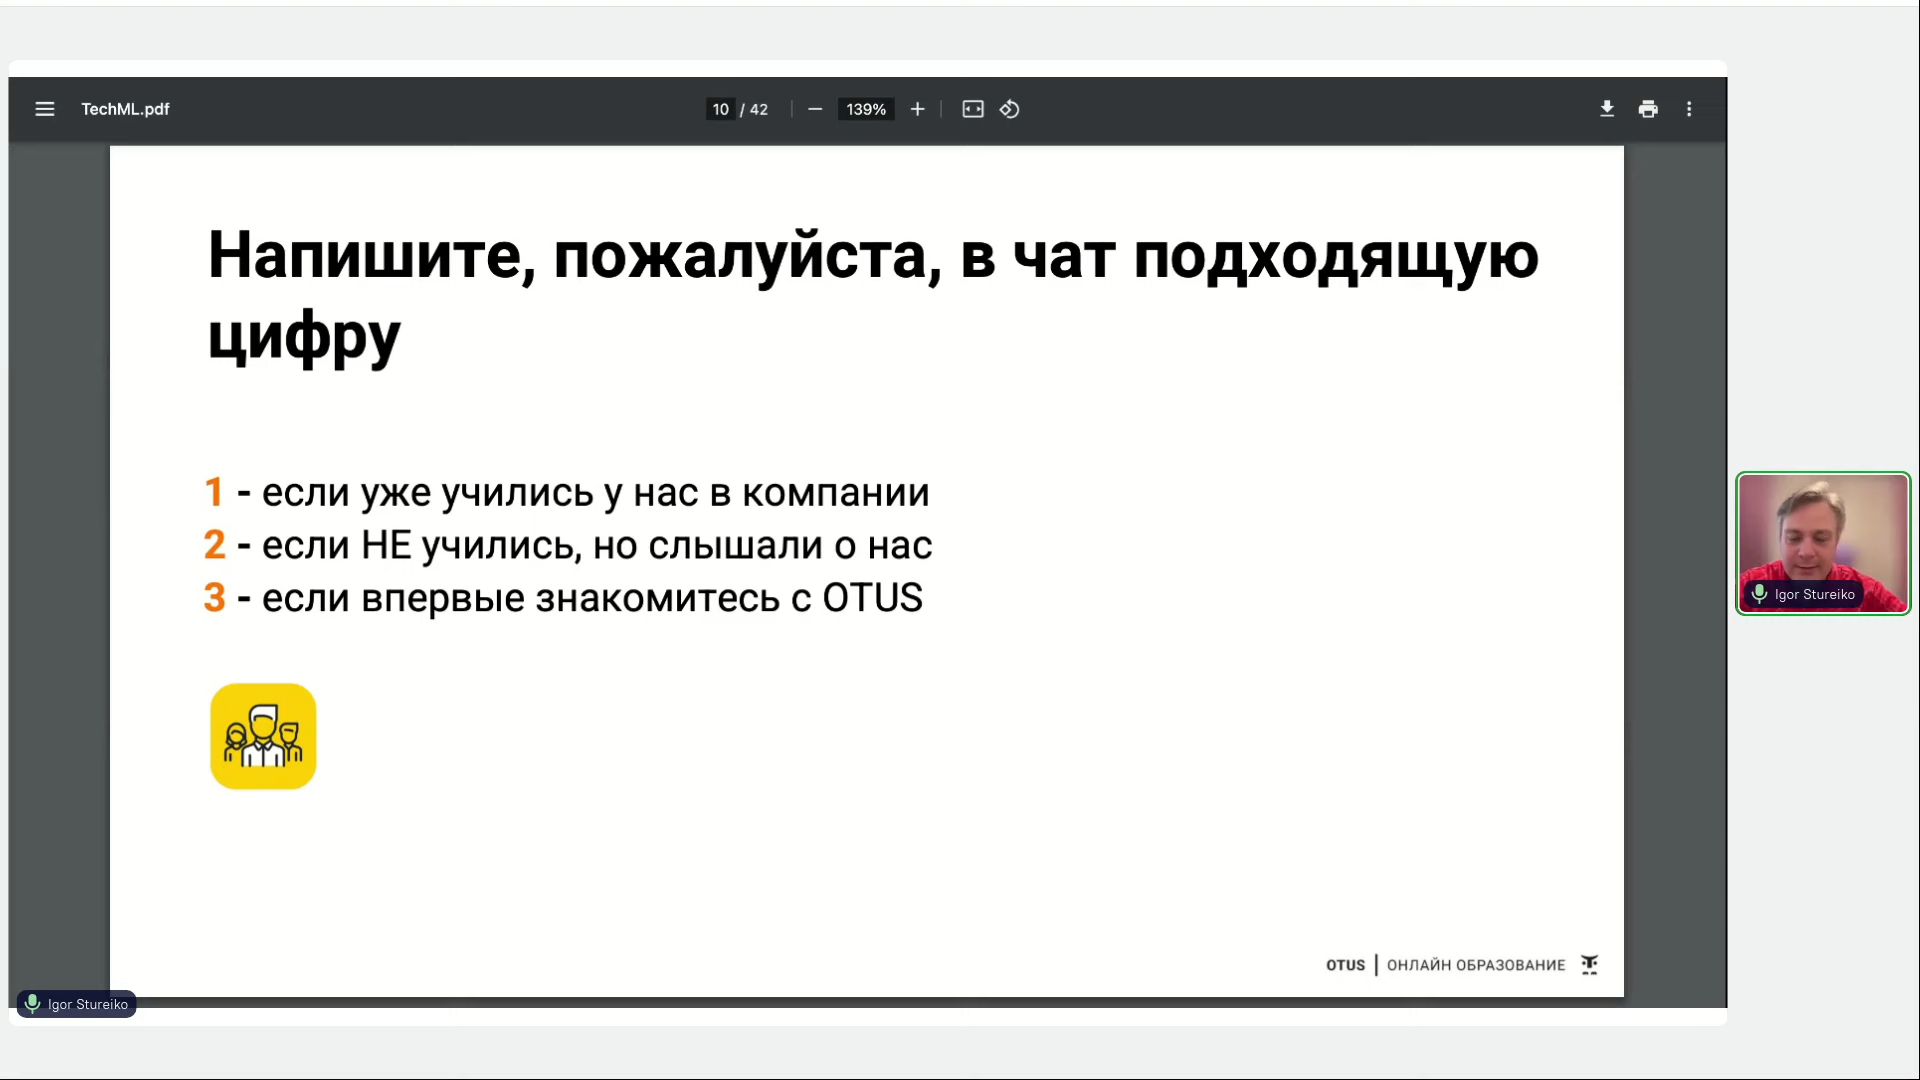 TechML.pdf
10 / 42
139%
Напишите, пожалуйста, в чат подходящую
цифру
1 - если уже учились у нас в компании
2 - если НЕ учились, но слышали о нас
3 - если впервые знакомитесь с OTUS
Igor Stureiko
OTUS | ОНЛАЙН ОБРАЗОВАНИЕ
Igor Stureiko